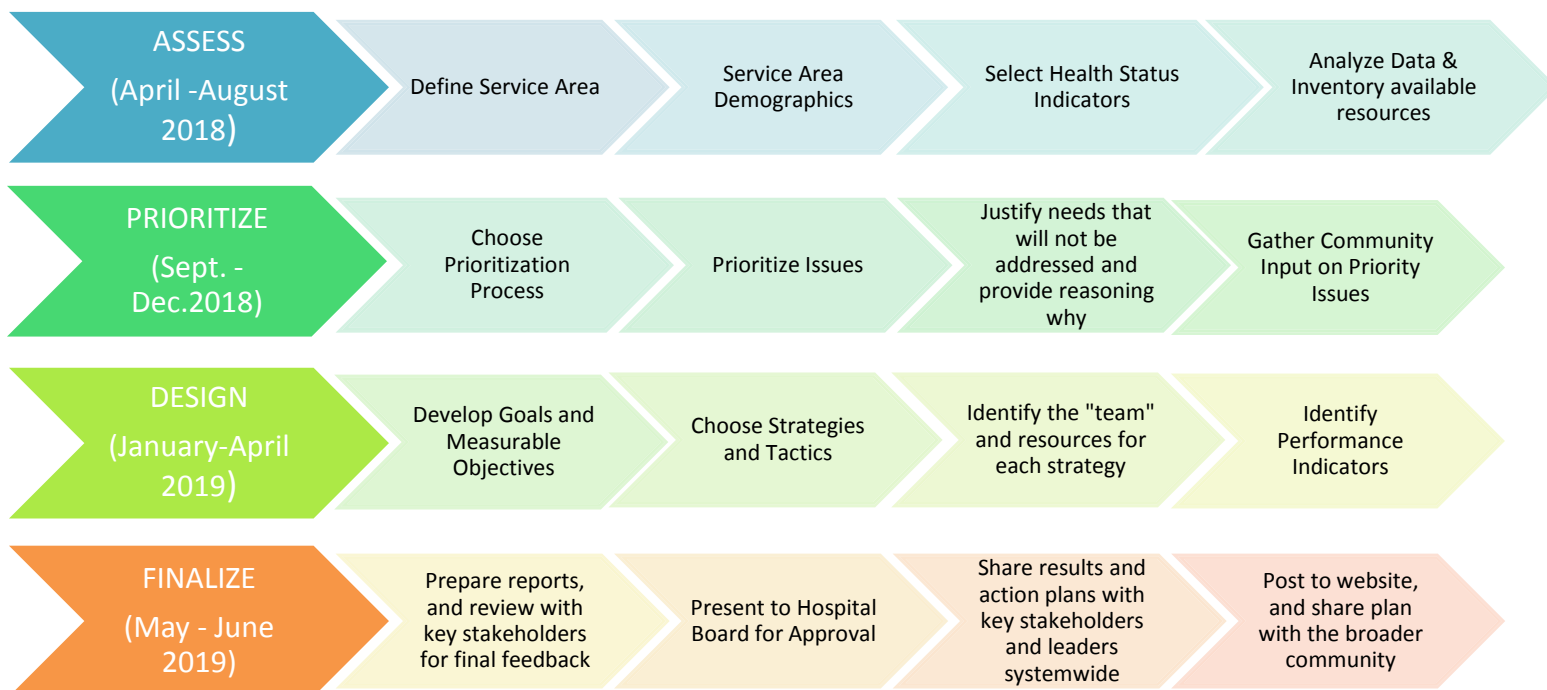 ASSESS
(April -August
2018)
Define Service Area
Service Area
Demographics
Select Health Status
Indicators
Analyze Data &
Inventory available
resources
PRIORITIZE
(Sept. -
Dec.2018)
Choose
Prioritization
Process
Prioritize Issues
Justify needs that
will not be
addressed and
provide reasoning
why
Gather Community
Input on Priority
Issues
DESIGN
(January-April
2019)
Develop Goals and
Measurable
Objectives
Choose Strategies
and Tactics
Identify the "team"
and resources for
each strategy
Identify
Performance
Indicators
FINALIZE
(May - June
2019)
Prepare reports,
and review with
key stakeholders
for final feedback
Present to Hospital
Board for Approval
Share results and
action plans with
key stakeholders
and leaders
systemwide
Post to website,
and share plan
with the broader
community